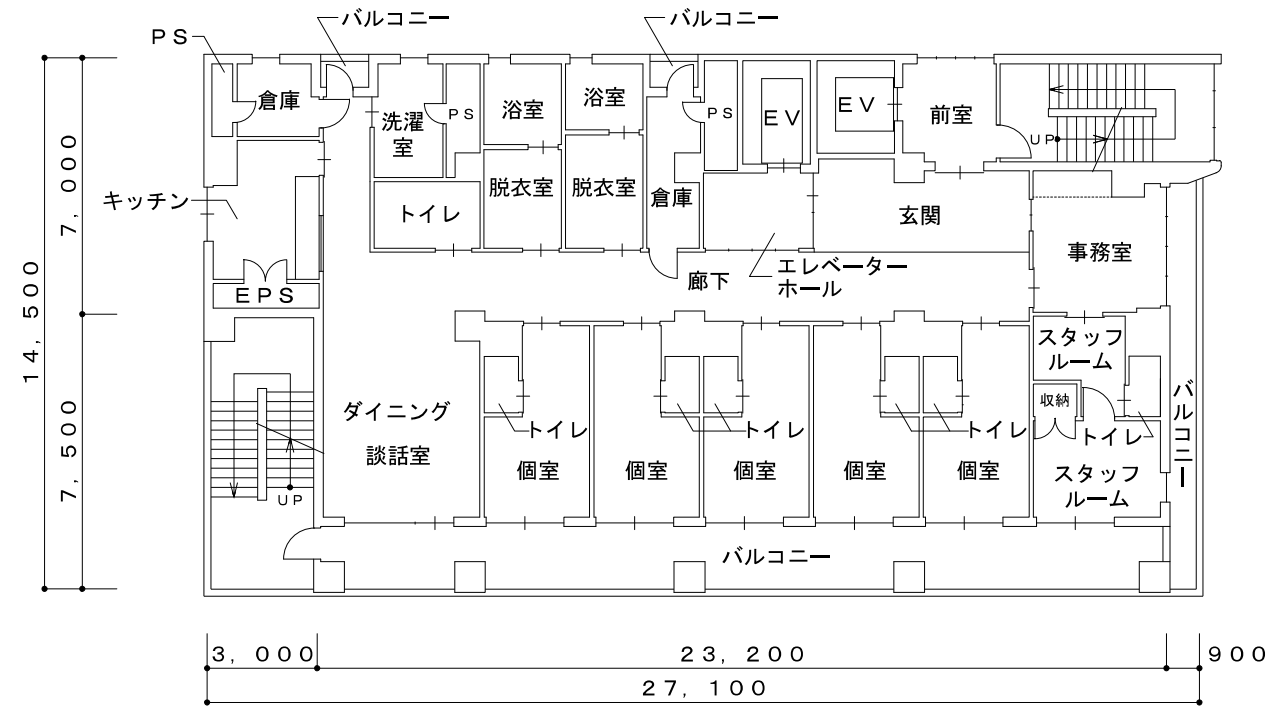 バルコニー
バルコニー
ＰＳ
倉庫
洗濯
室
ＰＳ
浴室
浴室
ＰＳ
ＥＶ
ＥＶ
前室
ＵＰ
キッチン
トイレ
脱衣室
脱衣室
倉庫
玄関
事務室
ＥＰＳ
廊下
エレベーター
ホール
スタッフ
ルーム
収納
ダイニング
談話室
トイレ
トイレ
トイレ
トイレ
バルコニー
個室
個室
個室
個室
個室
スタッフ
ルーム
ＵＰ
バルコニー
７，０００
１４，５００
７，５００
３，０００
２３，２００
９００
２７，１００